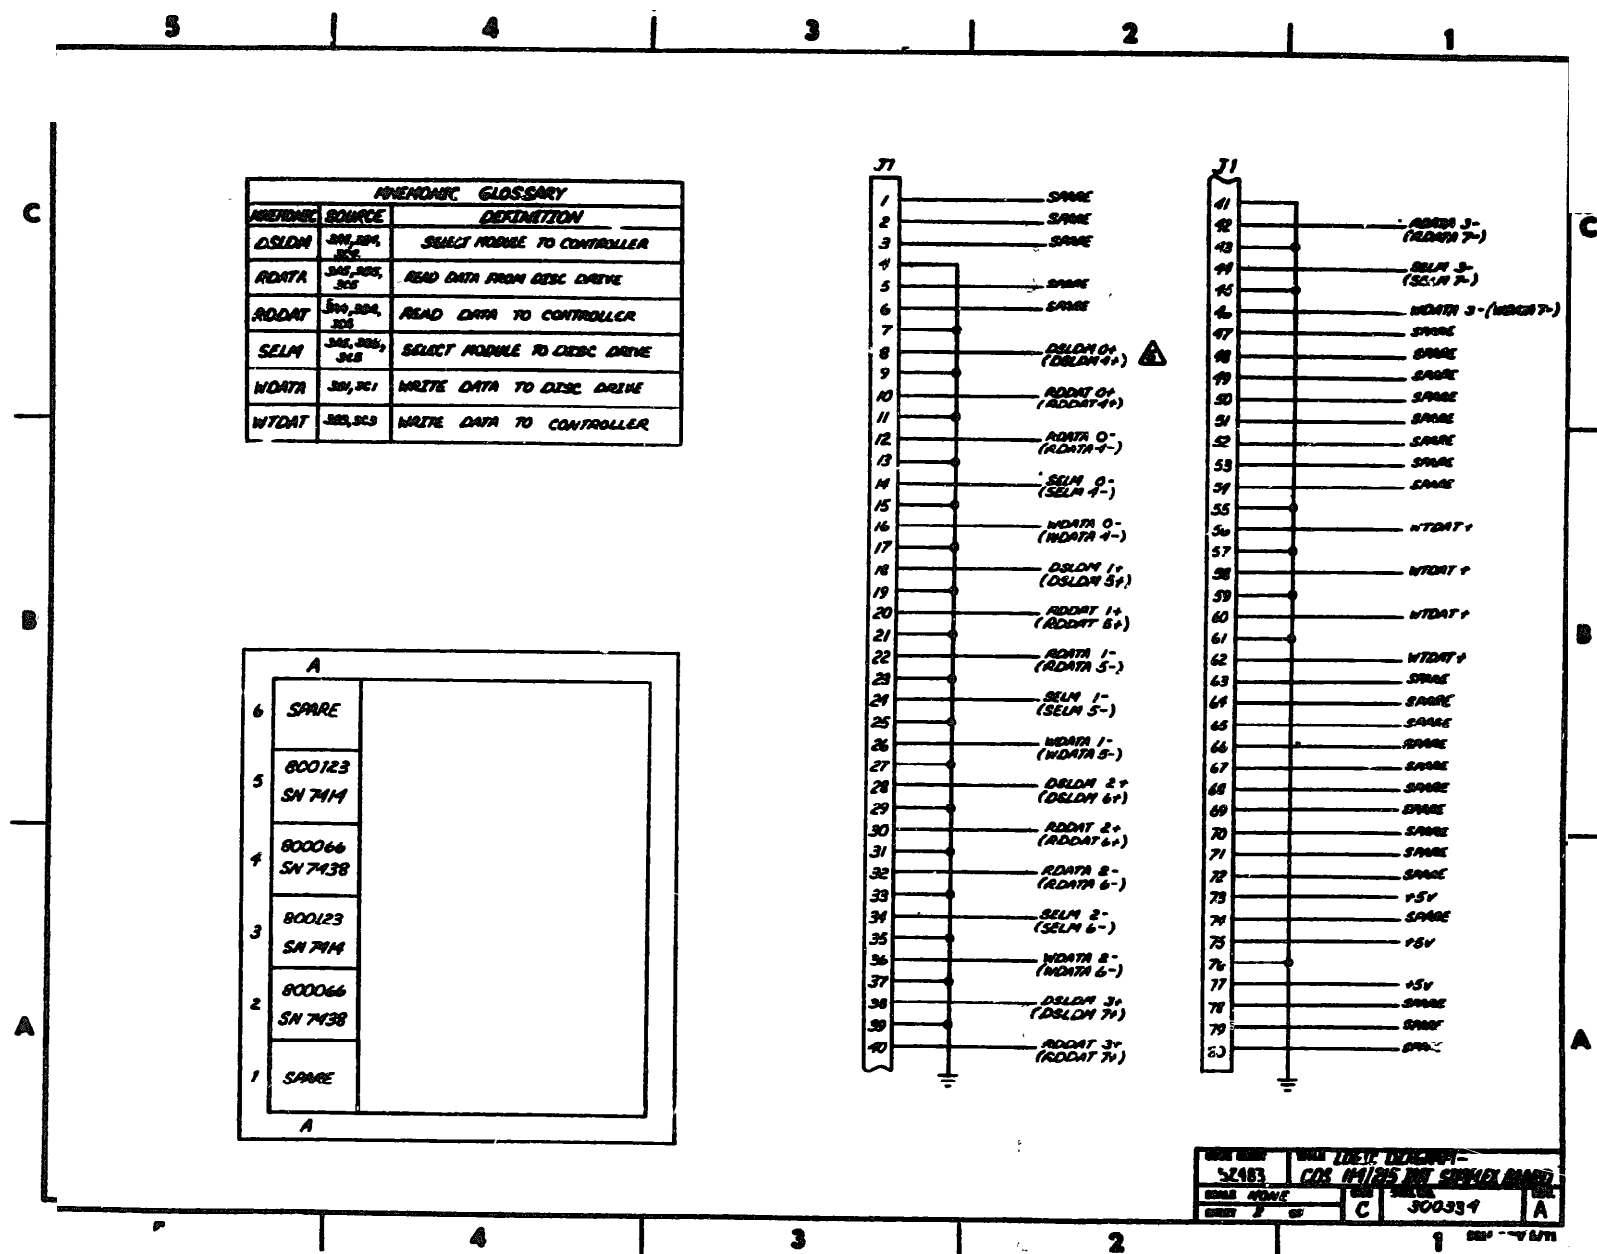 5 4 3 2 1
C
C
MNEMONIC GLOSSARY
MNEMONIC SOURCE DEFINITION
DSLDM SELECT MODULE TO CONTROLLER
RDATA READ DATA FROM DISC DRIVE
RDDAT READ DATA TO CONTROLLER
SELM SELECT MODULE TO DISC DRIVE
WDATA 3B1,3C1 WRITE DATA TO DISC DRIVE
WTDAT 3B3,3C3 WRITE DATA TO CONTROLLER
B
B
A
6 SPARE
5 800123
SN 7414
4 800066
SN 7438
3 800123
SN 7414
2 800066
SN 7438
1 SPARE
A
A
A
J1
1 SPARE
2 SPARE
3 SPARE
4
5 SPARE
6 SPARE
7
8 DSLDM 0+
(DSLDM 4+)
9
10 RDDAT 0+
(RDDAT 4+)
11
12 RDATA 0-
(RDATA 4-)
13
14 SELM 0-
(SELM 4-)
15
16 WDATA 0-
(WDATA 4-)
17
18 DSLDM 1+
(DSLDM 5+)
19
20 RDDAT 1+
(RDDAT 5+)
21
22 RDATA 1-
(RDATA 5-)
23
24 SELM 1-
(SELM 5-)
25
26 WDATA 1-
(WDATA 5-)
27
28 DSLDM 2+
(DSLDM 6+)
29
30 RDDAT 2+
(RDDAT 6+)
31
32 RDATA 2-
(RDATA 6-)
33
34 SELM 2-
(SELM 6-)
35
36 WDATA 2-
(WDATA 6-)
37
38 DSLDM 3+
(DSLDM 7+)
39
40 RDDAT 3+
(RDDAT 7+)
J1
41
42 RDATA 3-
(RDATA 7-)
43
44 SELM 3-
(SELM 7-)
45
46 WDATA 3-(WDATA 7-)
47 SPARE
48 SPARE
49 SPARE
50 SPARE
51 SPARE
52 SPARE
53 SPARE
54 SPARE
55
56 WTDAT+
57
58 WTDAT+
59
60 WTDAT+
61
62 WTDAT+
63 SPARE
64 SPARE
65 SPARE
66 SPARE
67 SPARE
68 SPARE
69 SPARE
70 SPARE
71 SPARE
72 SPARE
73 +5V
74 SPARE
75 +5V
76
77 +5V
78 SPARE
79 SPARE
80 SPARE
52483
LOGIC DIAGRAM-
SCALE NONE
SHEET 2 OF
C
300334
A
4 3 2 1